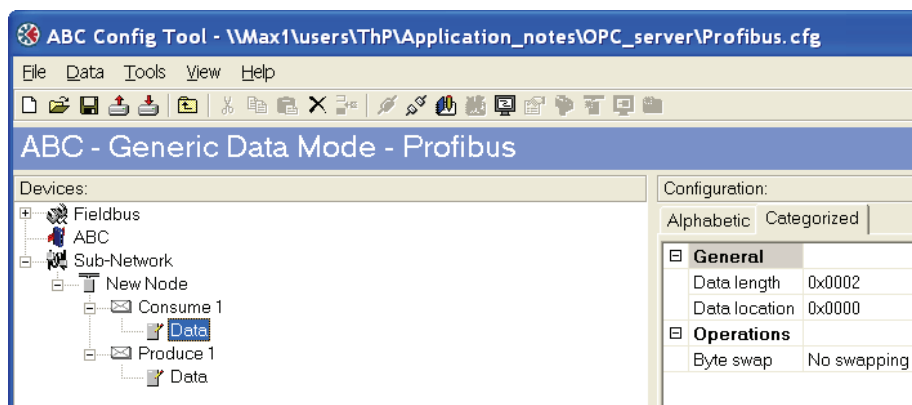 ABC Config Tool - \\Max1\users\ThP\Application_notes\OPC_server\Profibus.cfg
File Data Tools View Help
ABC - Generic Data Mode - Profibus
Devices:
Fieldbus
ABC
Sub-Network
New Node
Consume 1
Data
Produce 1
Data
Configuration:
Alphabetic Categorized
General
Data length 0x0002
Data location 0x0000
Operations
Byte swap No swapping